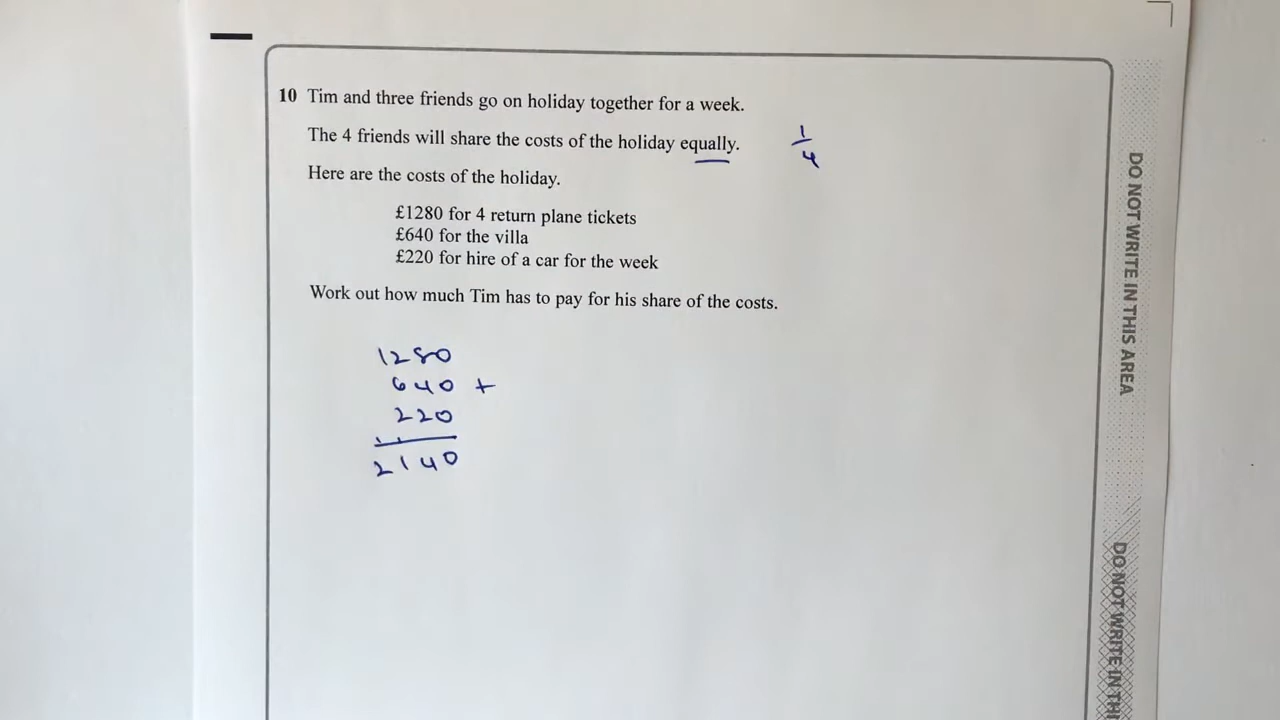 10 Tim and three friends go on holiday together for a week.
The 4 friends will share the costs of the holiday equally.
1/4
Here are the costs of the holiday.
£1280 for 4 return plane tickets
£640 for the villa
£220 for hire of a car for the week
Work out how much Tim has to pay for his share of the costs.
1280
640 +
220
1 1
2140
DO NOT WRITE IN THIS AREA
DO NOT WRITE IN THI